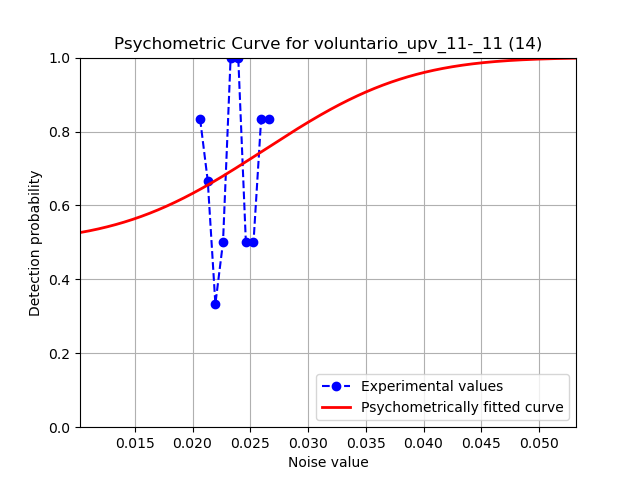 Psychometric Curve for voluntario_upv_11-_11 (14)
1.0
0.8
0.6
0.4
0.2
0.0
Detection probability
Experimental values
Psychometrically fitted curve
0.015 0.020 0.025 0.030 0.035 0.040 0.045 0.050
Noise value